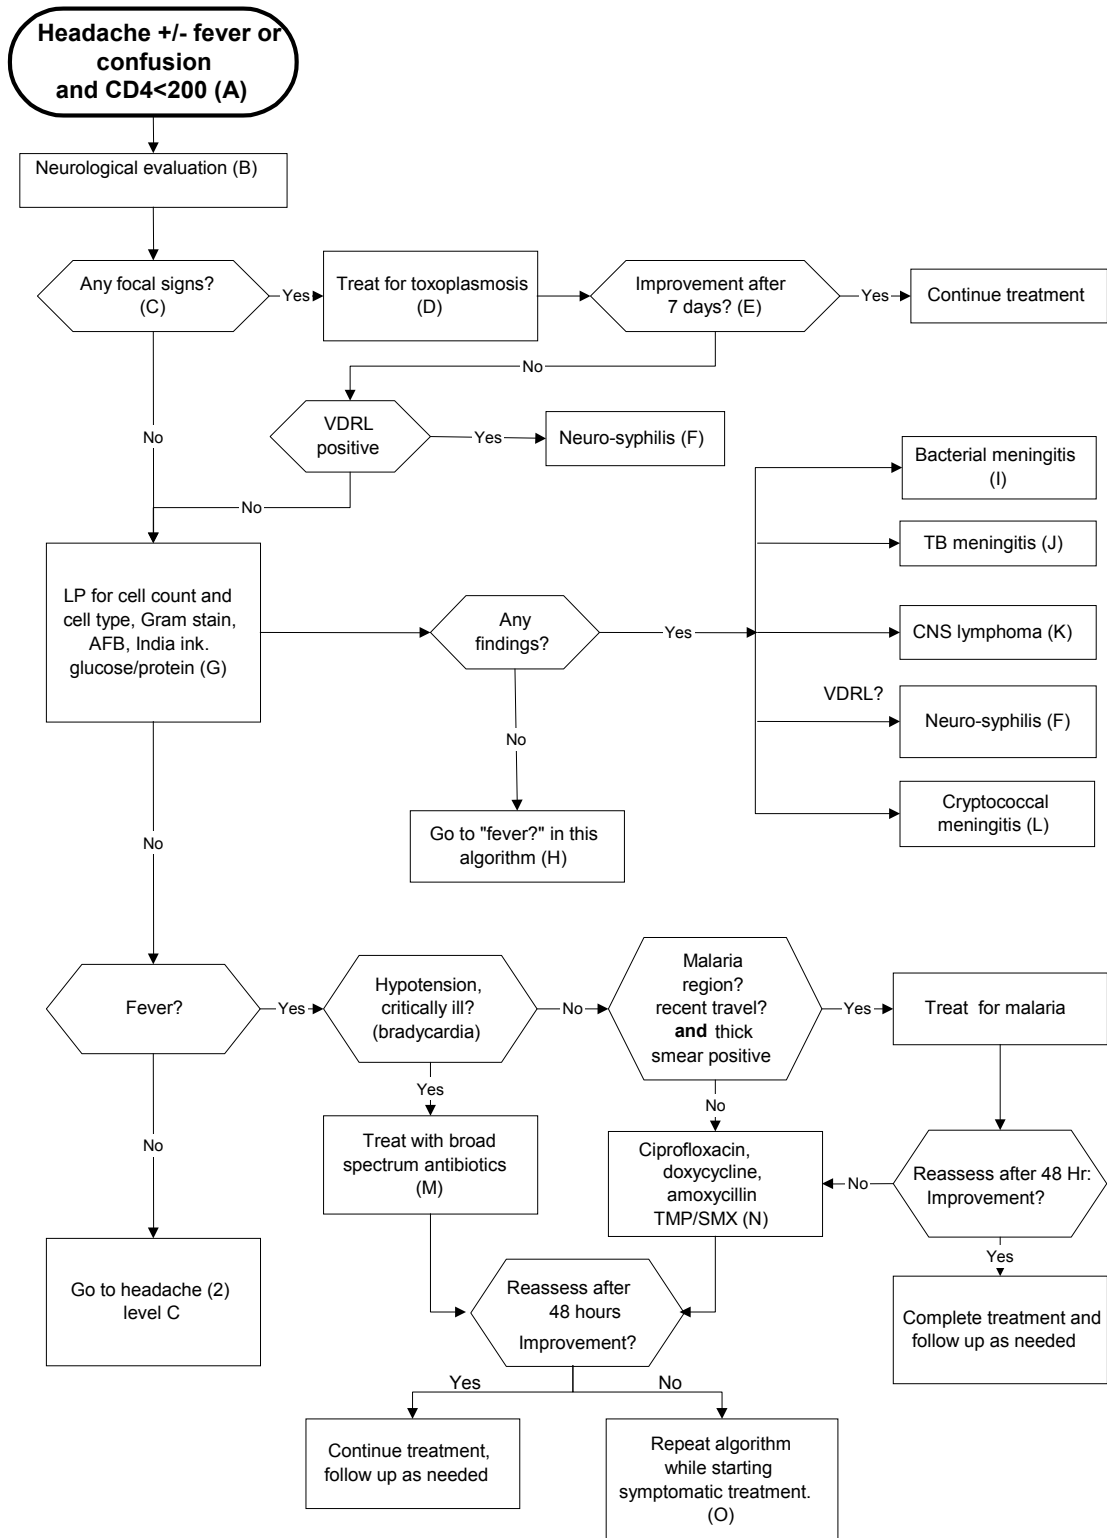 Headache +/- fever or
confusion
and CD4<200 (A)
Neurological evaluation (B)
Any focal signs?
(C)
Yes
Treat for toxoplasmosis
(D)
Improvement after
7 days? (E)
Yes
Continue treatment
No
No
VDRL
positive
Yes
Neuro-syphilis (F)
No
Bacterial meningitis
(I)
TB meningitis (J)
LP for cell count and
cell type, Gram stain,
AFB, India ink.
glucose/protein (G)
Any
findings?
Yes
CNS lymphoma (K)
VDRL?
Neuro-syphilis (F)
No
Cryptococcal
meningitis (L)
Go to "fever?" in this
algorithm (H)
No
Fever?
Yes
Hypotension,
critically ill?
(bradycardia)
No
Malaria
region?
recent travel?
and thick
smear positive
Yes
Treat for malaria
Yes
No
No
Treat with broad
spectrum antibiotics
(M)
Ciprofloxacin,
doxycycline,
amoxycillin
TMP/SMX (N)
No
Reassess after 48 Hr:
Improvement?
Yes
Go to headache (2)
level C
Reassess after
48 hours
Improvement?
Complete treatment and
follow up as needed
Yes
No
Continue treatment,
follow up as needed
Repeat algorithm
while starting
symptomatic treatment.
(O)